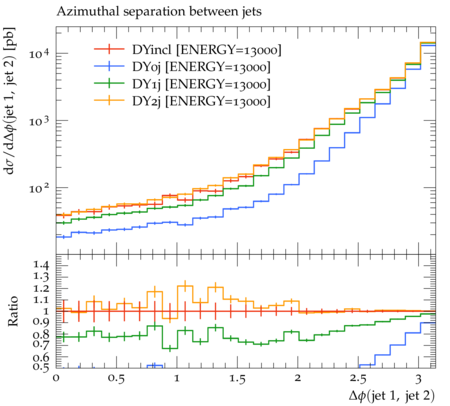 Azimuthal separation between jets
dσ/dΔϕ(jet 1, jet 2) [pb]
DYincl [ENERGY=13000]
DY0j [ENERGY=13000]
DY1j [ENERGY=13000]
DY2j [ENERGY=13000]
10⁴
10³
10²
Ratio
1.4
1.3
1.2
1.1
1
0.9
0.8
0.7
0.6
0.5
0 0.5 1 1.5 2 2.5 3
Δϕ(jet 1, jet 2)